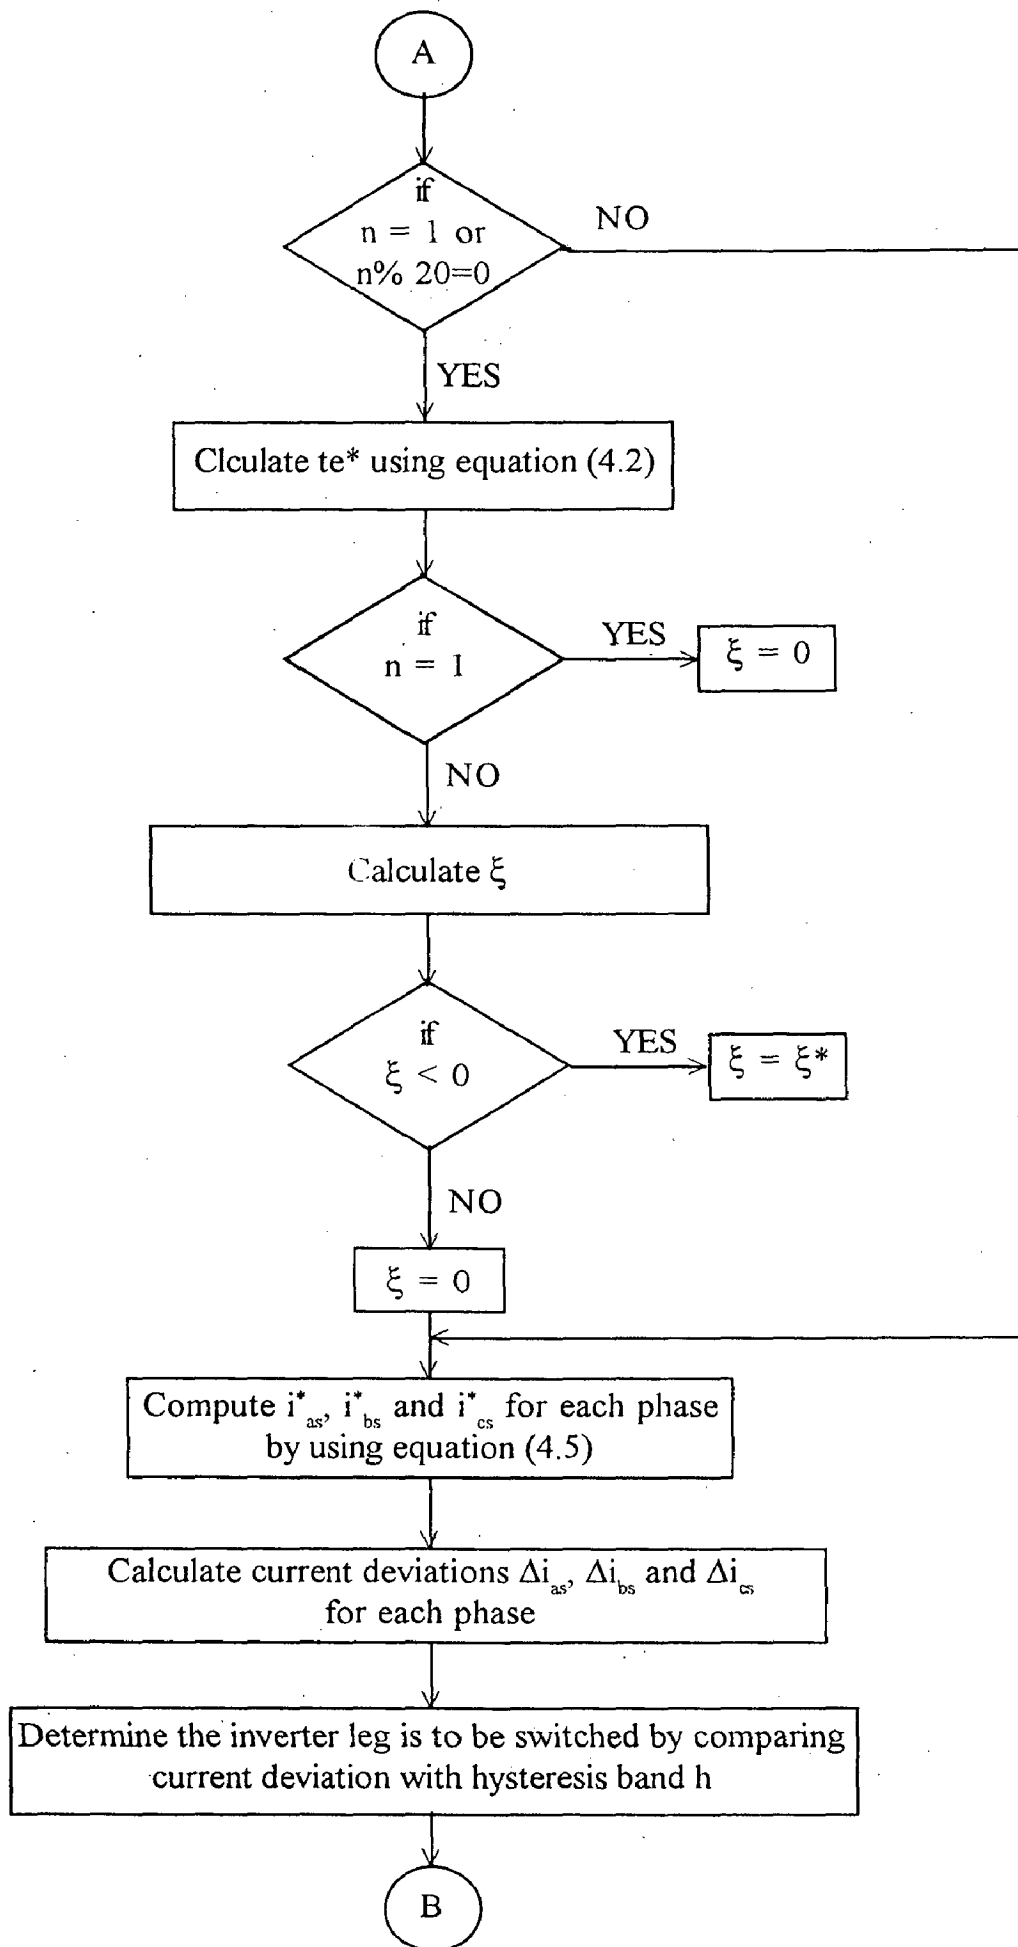 A
if
n = 1 or
n% 20=0
NO
YES
Clculate te* using equation (4.2)
if
n = 1
YES
ξ = 0
NO
Calculate ξ
if
ξ < 0
YES
ξ = ξ*
NO
ξ = 0
Compute i*as, i*bs and i*cs for each phase
by using equation (4.5)
Calculate current deviations Δias, Δibs and Δics
for each phase
Determine the inverter leg is to be switched by comparing
current deviation with hysteresis band h
B